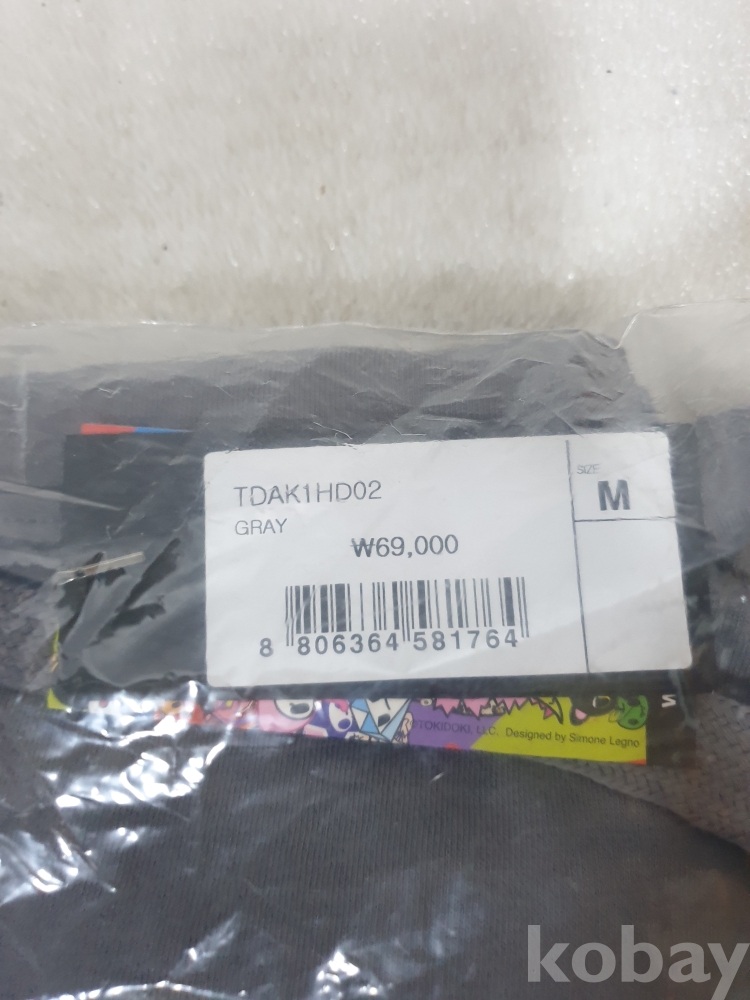 TDAK1HD02
GRAY
SIZE
M
₩69,000
8 806364 581764
TOKIDOKI, LLC. Designed by Simone Legno
kobay